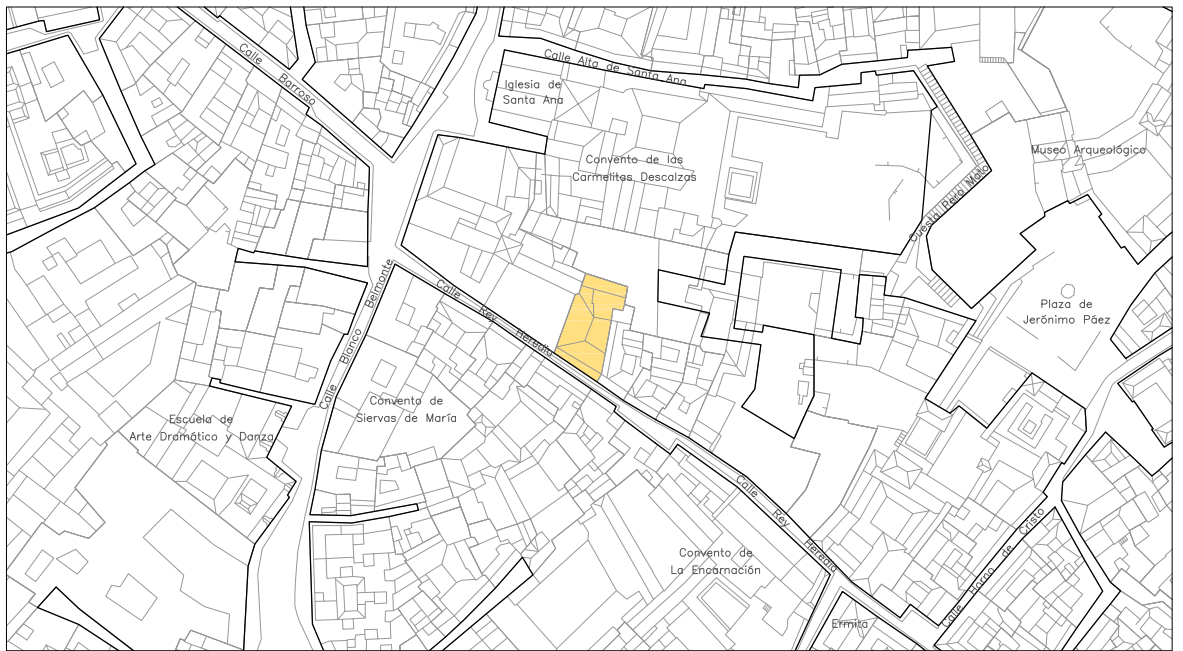 Calle Barroso
Calle Alta de Santa Ana
Iglesia de
Santa Ana
Convento de las
Carmelitas Descalzas
Museo Arqueológico
Cuesta Pero Mato
Calle Blanco Belmonte
Calle Rey Heredia
Plaza de
Jerónimo Páez
Convento de
Siervas de María
Escuela de
Arte Dramático y Danza
Calle Rey Heredia
Convento de
La Encarnación
Calle Horno de Cristo
Ermita